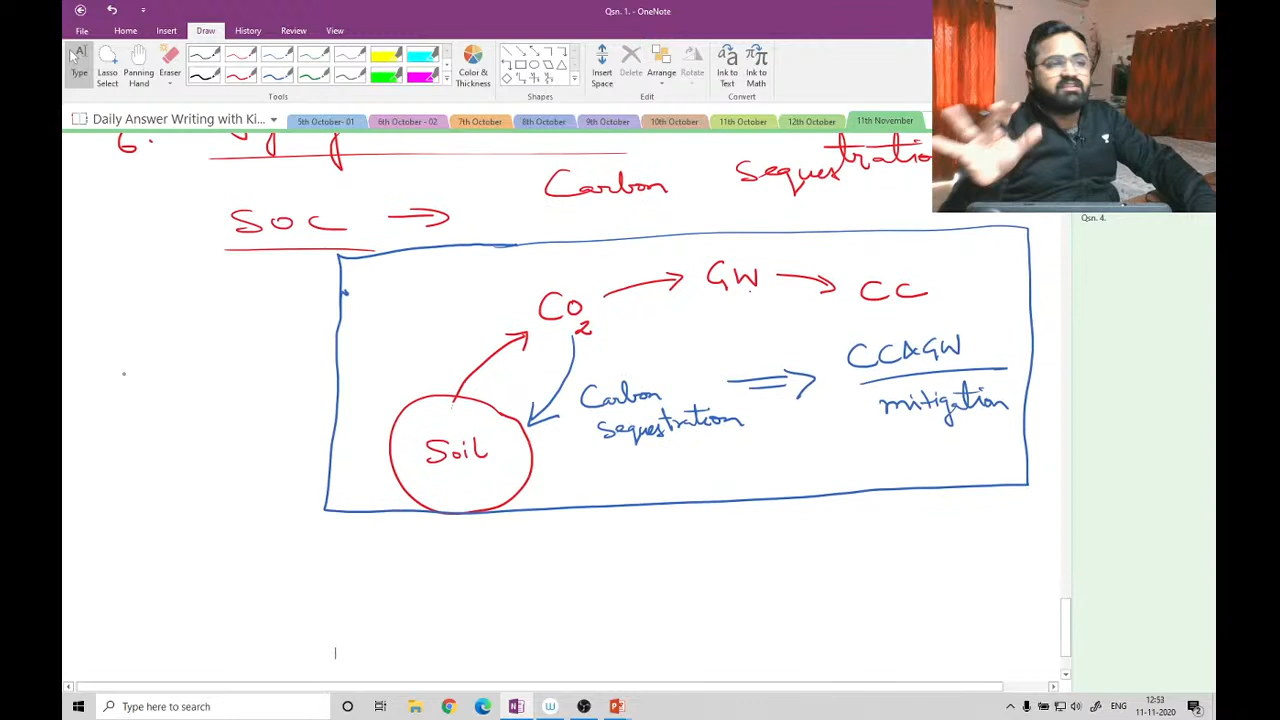 Qsn. 1. - OneNote
File Home Insert Draw History Review View
Type
Lasso Select
Panning Hand
Eraser
Color & Thickness
Insert Space
Delete
Arrange
Rotate
Ink to Text
Ink to Math
Tools Shapes Edit Convert
Daily Answer Writing with Ki...
5th October- 01 6th October - 02 7th October 8th October 9th October 10th October 11th October 12th October 11th November
Qsn. 4.
6.
Carbon Sequestratio
SOC →
CO2 → GW → CC
Carbon sequestration ⇒ CC&GW mitigation
Soil
Type here to search
ENG
12:53
11-11-2020
2